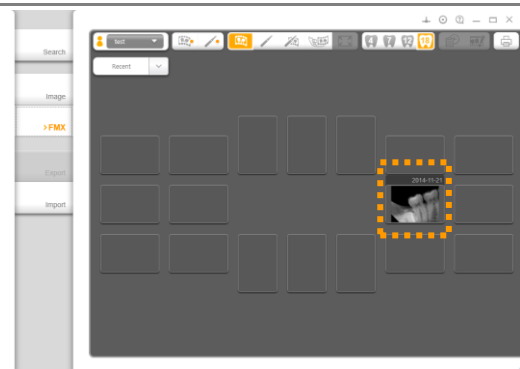 test
Search
Recent
Image
>FMX
2014-11-21
Export
Import